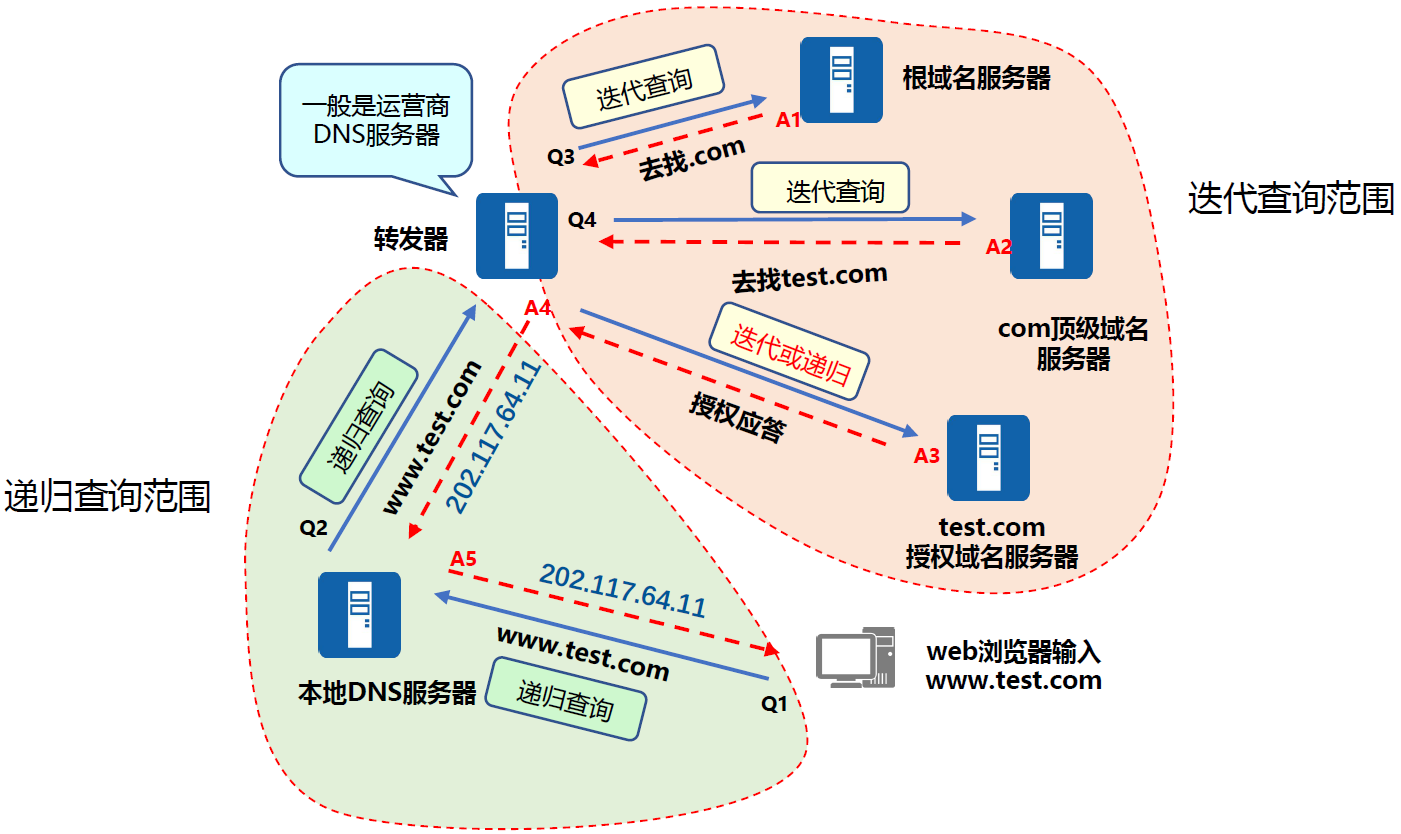 迭代查询
根域名服务器
一般是运营商
DNS服务器
A1
Q3
去找.com
迭代查询
迭代查询范围
转发器
Q4
A2
去找test.com
A4
迭代或递归
com顶级域名
服务器
递归查询
www.test.com
202.117.64.11
授权应答
A3
递归查询范围
Q2
test.com
授权域名服务器
A5
202.117.64.11
www.test.com
web浏览器输入
www.test.com
本地DNS服务器
递归查询
Q1